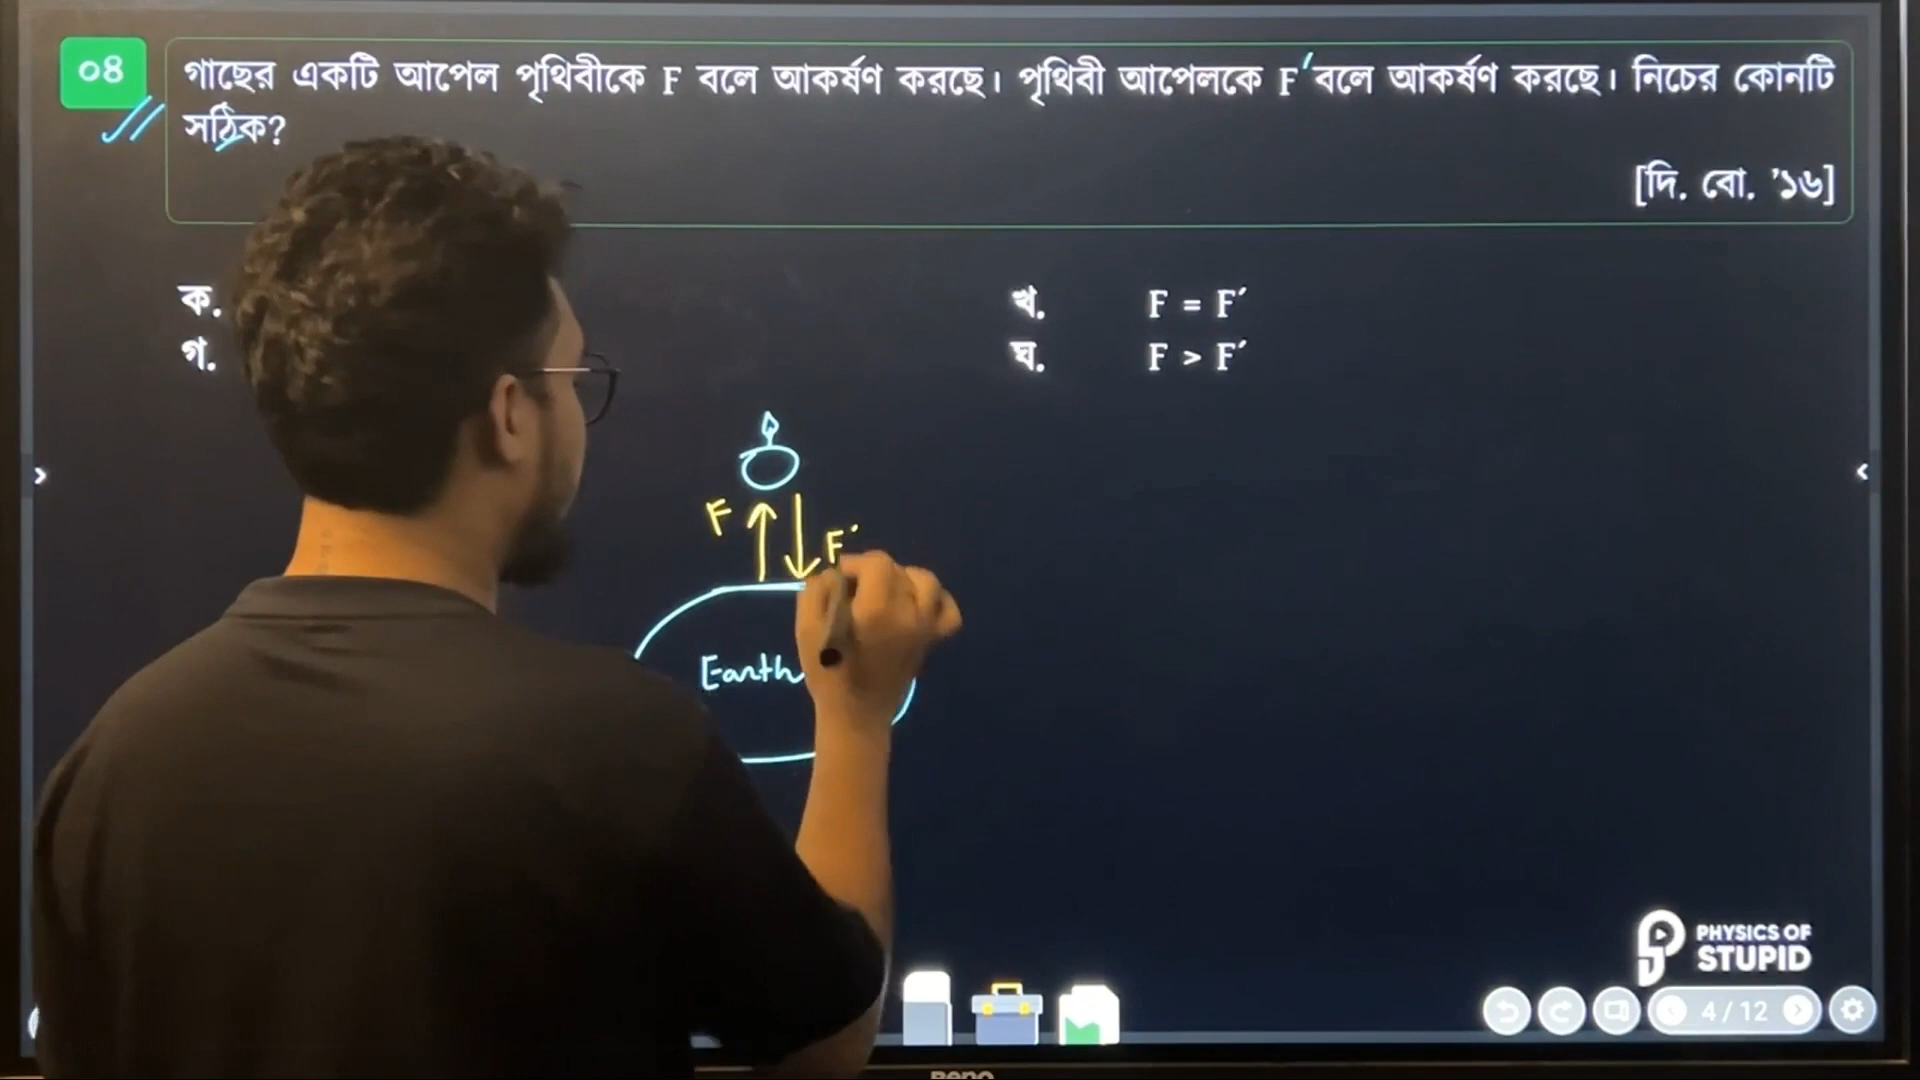 ০৪
গাছের একটি আপেল পৃথিবীকে F বলে আকর্ষণ করছে। পৃথিবী আপেলকে F′ বলে আকর্ষণ করছে। নিচের কোনটি
সঠিক?
[দি. বো. ’১৬]
ক.
খ. F = F′
গ.
ঘ. F > F′
F
F′
Earth
PHYSICS OF
STUPID
4 / 12